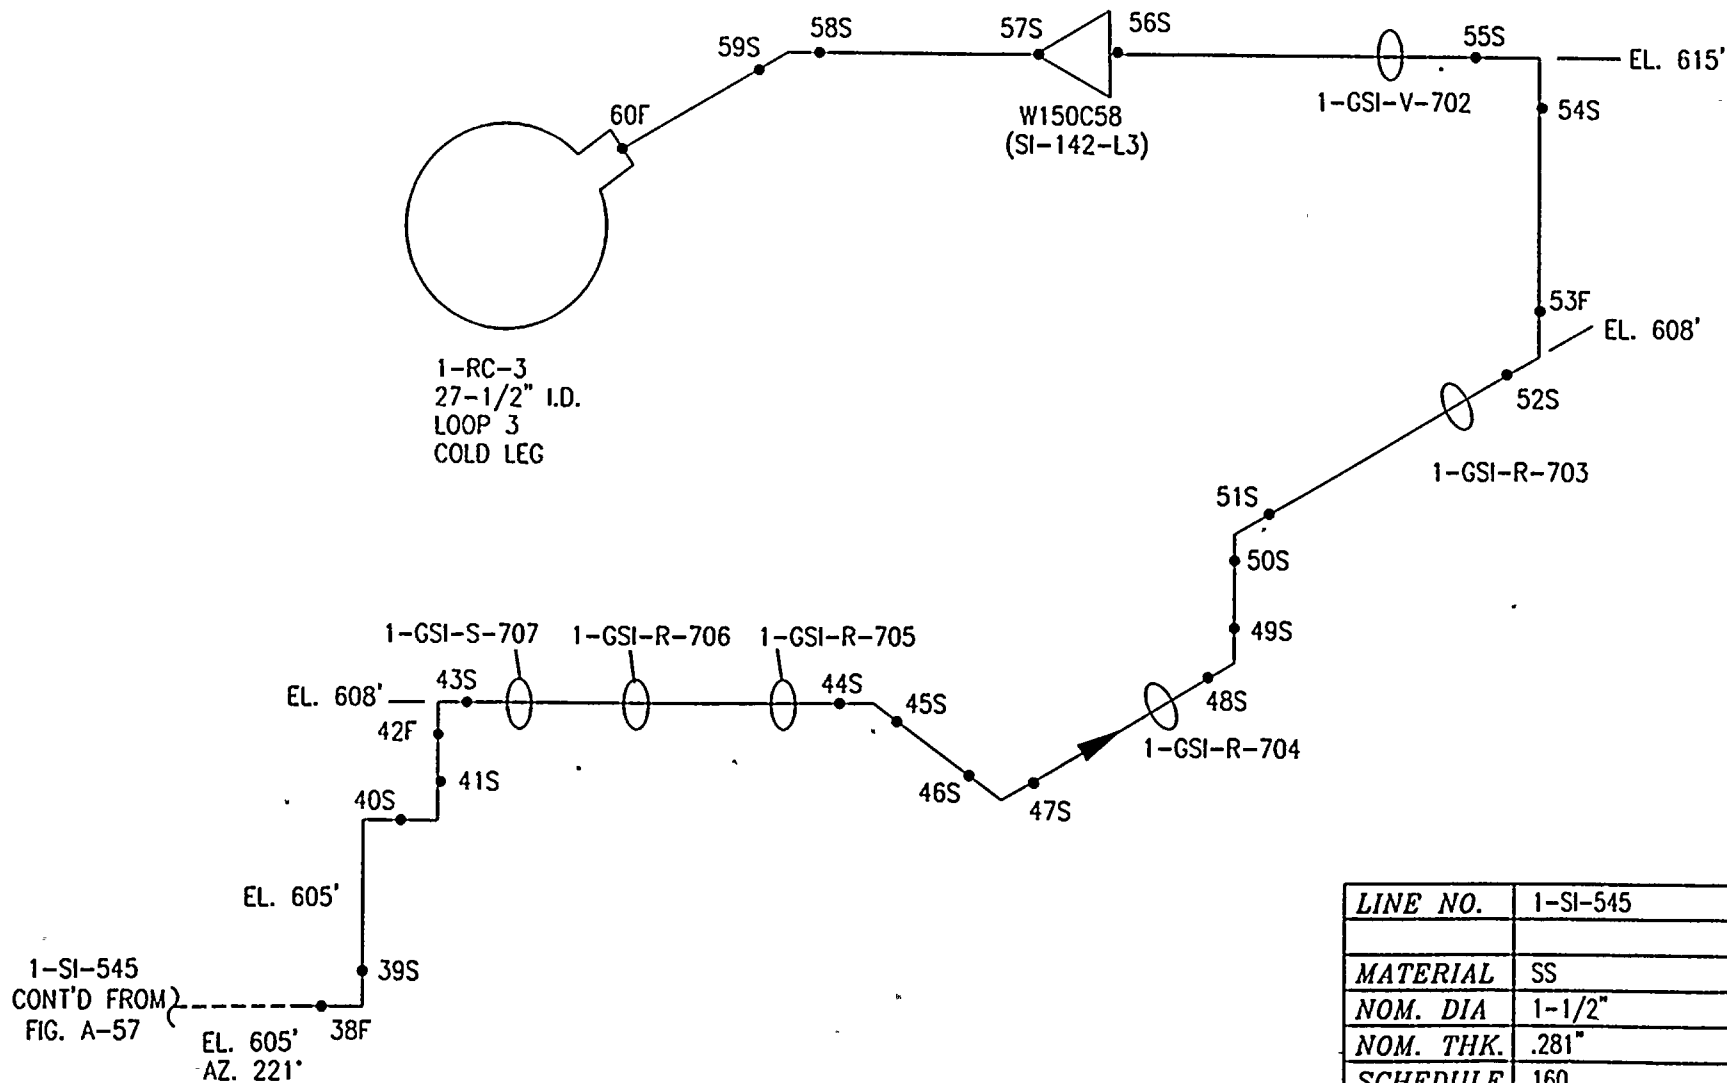 59S
58S
57S
56S
55S
EL. 615'
60F
W150C58
(SI-142-L3)
1-GSI-V-702
54S
53F
EL. 608'
1-RC-3
27-1/2" I.D.
LOOP 3
COLD LEG
52S
1-GSI-R-703
51S
50S
49S
1-GSI-S-707
1-GSI-R-706
1-GSI-R-705
EL. 608'
43S
44S
45S
48S
42F
1-GSI-R-704
41S
40S
46S
47S
EL. 605'
39S
1-SI-545
CONT'D FROM
FIG. A-57
38F
EL. 605'
AZ. 221°
LINE NO. 1-SI-545
MATERIAL SS
NOM. DIA 1-1/2"
NOM. THK. .281"
SCHEDULE 160